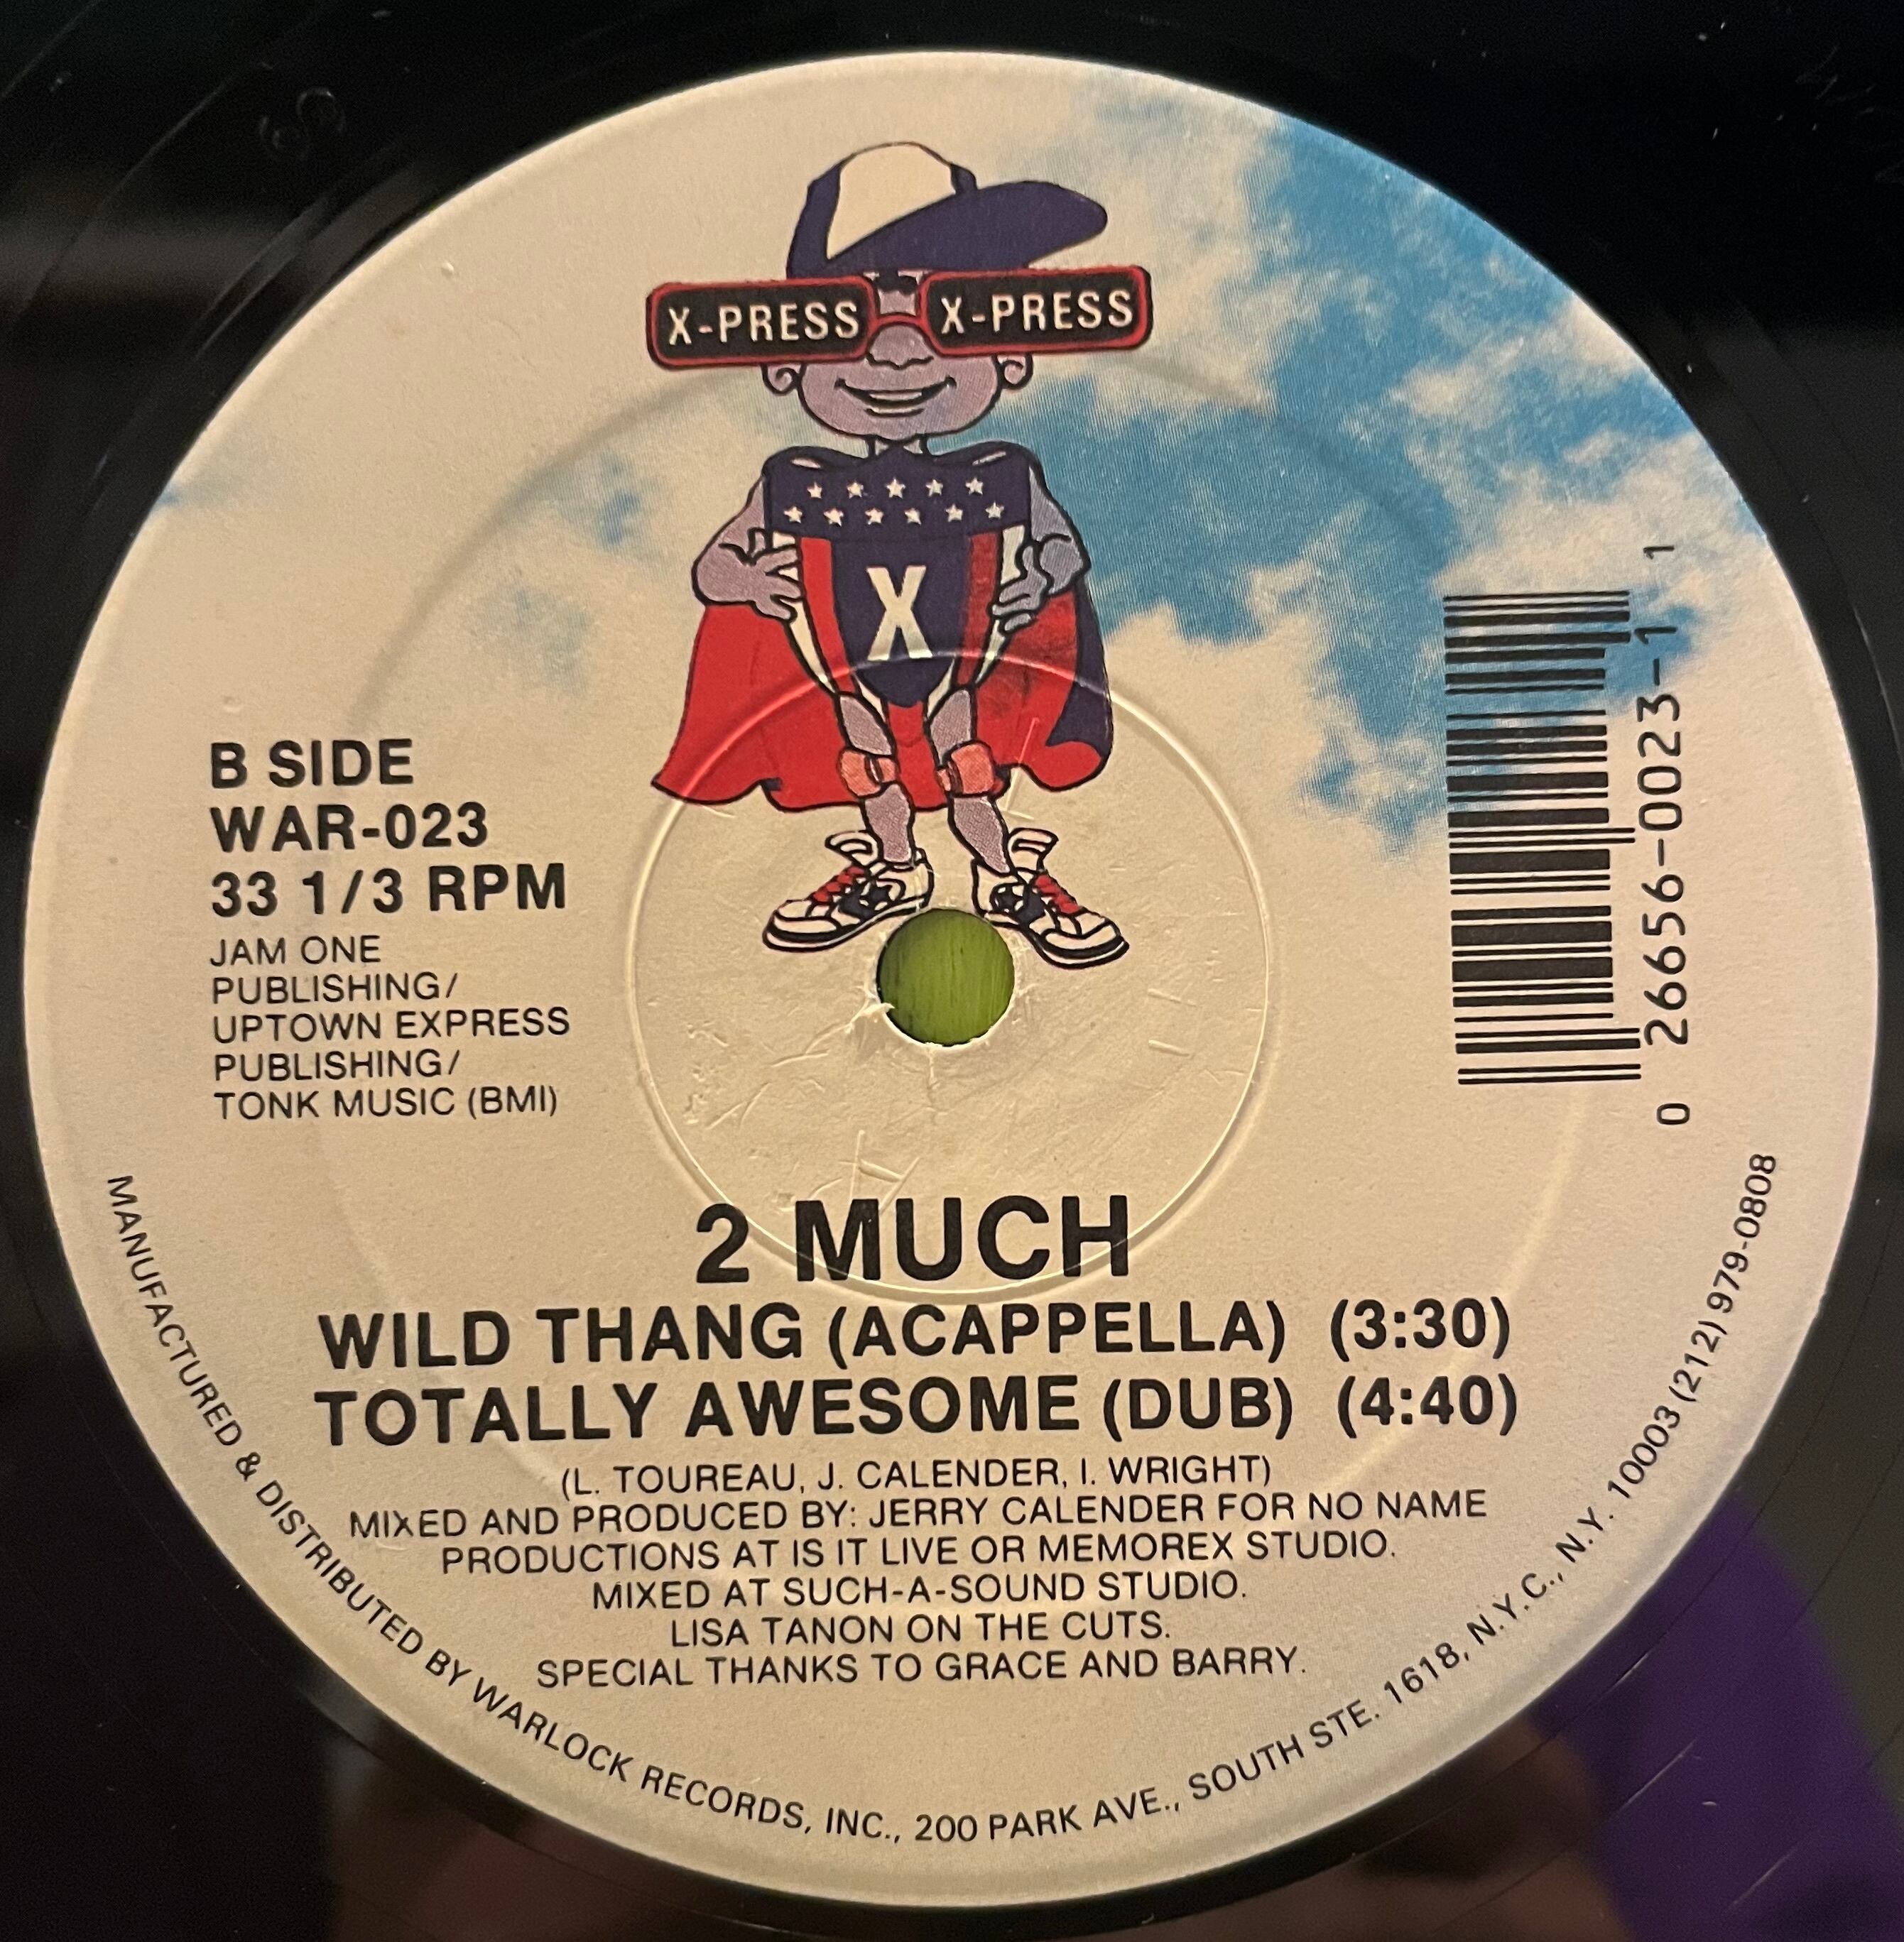 X-PRESS X-PRESS
X
B SIDE
WAR-023
33 1/3 RPM
JAM ONE
PUBLISHING/
UPTOWN EXPRESS
PUBLISHING/
TONK MUSIC (BMI)
0 26656-0023-1 1
2 MUCH
WILD THANG (ACAPPELLA) (3:30)
TOTALLY AWESOME (DUB) (4:40)
(L. TOUREAU, J. CALENDER, I. WRIGHT)
MIXED AND PRODUCED BY: JERRY CALENDER FOR NO NAME
PRODUCTIONS AT IS IT LIVE OR MEMOREX STUDIO.
MIXED AT SUCH-A-SOUND STUDIO.
LISA TANON ON THE CUTS.
SPECIAL THANKS TO GRACE AND BARRY.
MANUFACTURED & DISTRIBUTED BY WARLOCK RECORDS, INC., 200 PARK AVE., SOUTH STE. 1618, N.Y.C., N.Y. 10003 (212) 979-0808